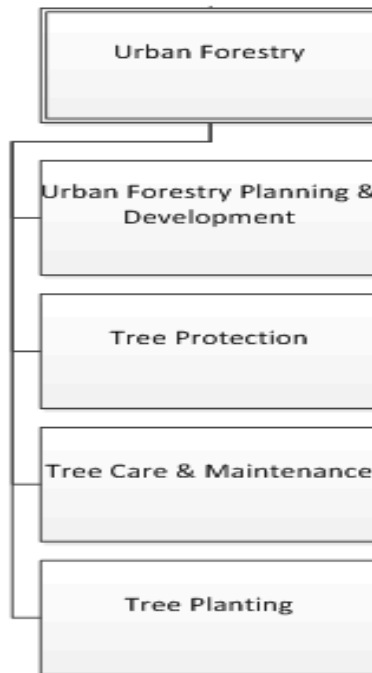 Urban Forestry
Urban Forestry Planning &
Development
Tree Protection
Tree Care & Maintenance
Tree Planting